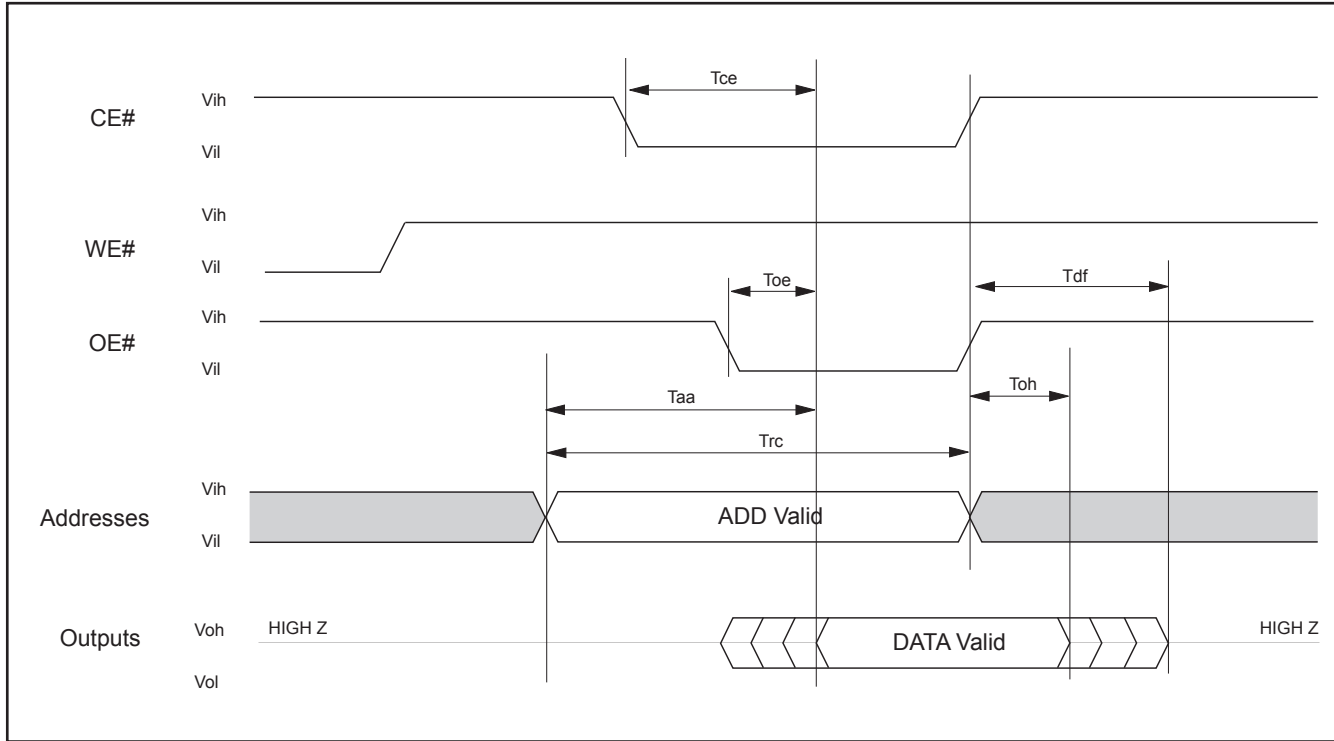 Tce
CE#
Vih
Vil
WE#
Vih
Vil
Toe
Tdf
OE#
Vih
Vil
Taa
Toh
Trc
Addresses
Vih
Vil
ADD Valid
Outputs
Voh
Vol
HIGH Z
DATA Valid
HIGH Z